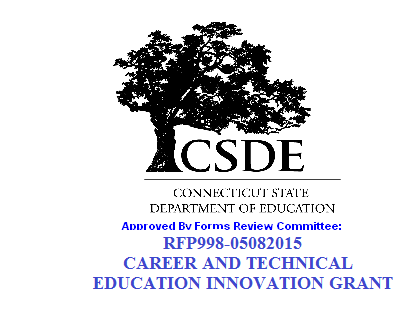 CSDE
CONNECTICUT STATE
DEPARTMENT OF EDUCATION
Approved By Forms Review Committee:
RFP998-05082015
CAREER AND TECHNICAL
EDUCATION INNOVATION GRANT